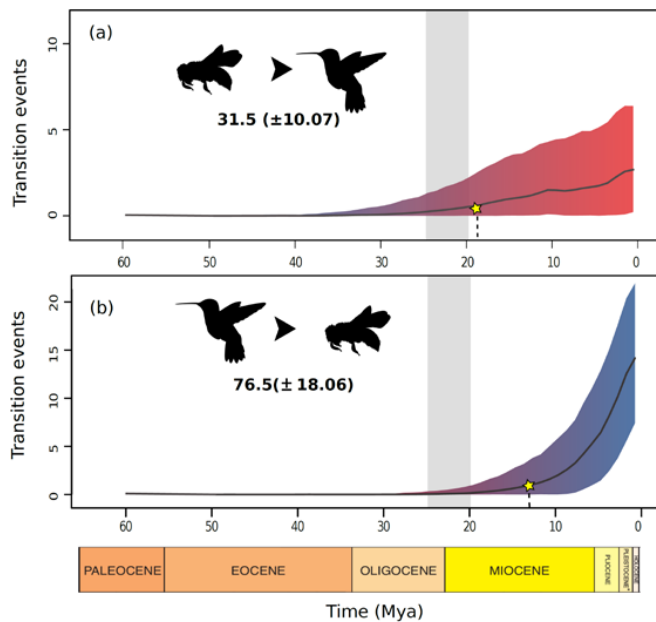 (a)
31.5 (±10.07)
Transition events
10
5
0
60 50 40 30 20 10 0
(b)
76.5(± 18.06)
Transition events
20
15
10
5
0
60 50 40 30 20 10 0
PALEOCENE EOCENE OLIGOCENE MIOCENE PLIOCENE PLEISTOCENE
Time (Mya)